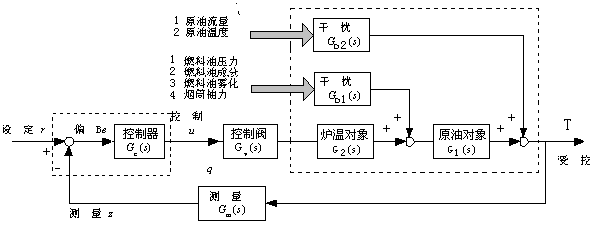 1 原油流量
2 原油温度
干 扰
Gb2(s)
1 燃料油压力
2 燃料油成分
3 燃料油雾化
4 烟筒抽力
干 扰
Gb1(s)
设 定 r
+
-
偏 Be
控制器
Gc(s)
控 制
u
q
控制阀
Gv(s)
炉温对象
G2(s)
+
+
原油对象
G1(s)
+
+
T
受 控
测 量
Gm(s)
测 量 z